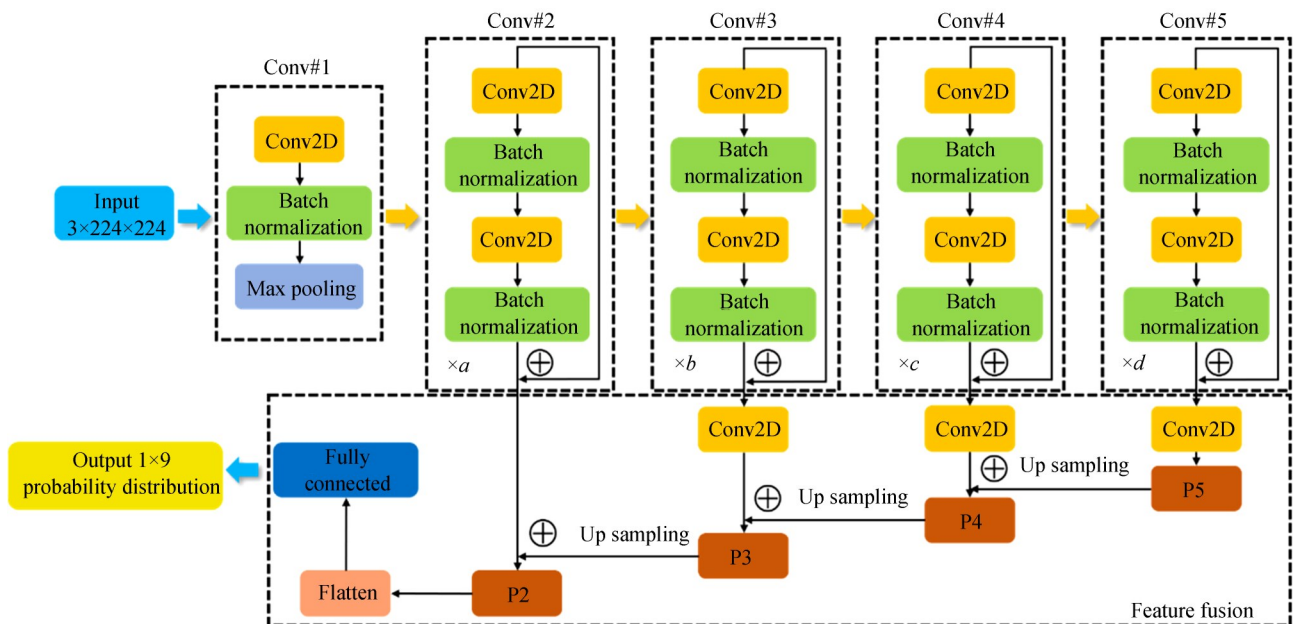 Conv#1
Conv2D
Batch
normalization
Max pooling
Input
3×224×224
Conv#2
Conv2D
Batch
normalization
Conv2D
Batch
normalization
×a
Conv#3
Conv2D
Batch
normalization
Conv2D
Batch
normalization
×b
Conv#4
Conv2D
Batch
normalization
Conv2D
Batch
normalization
×c
Conv#5
Conv2D
Batch
normalization
Conv2D
Batch
normalization
×d
Conv2D
Conv2D
Conv2D
Up sampling
P5
Up sampling
P4
Up sampling
P3
P2
Flatten
Fully
connected
Output 1×9
probability distribution
Feature fusion